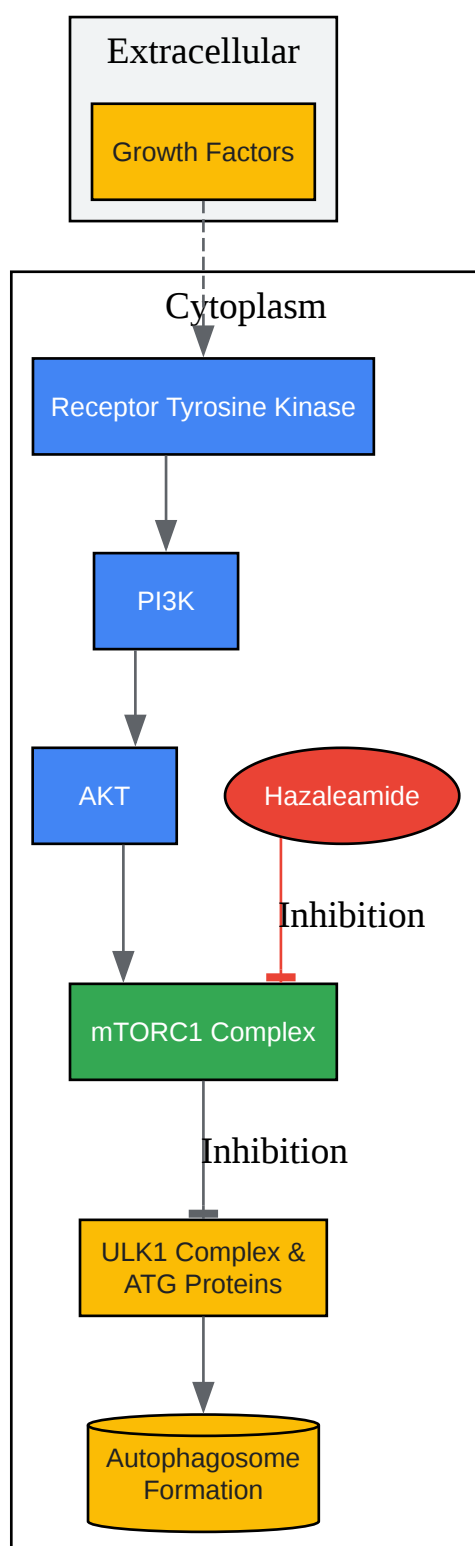 Extracellular
Growth Factors
Cytoplasm
Receptor Tyrosine Kinase
PI3K
AKT
Hazaleamide
Inhibition
mTORC1 Complex
Inhibition
ULK1 Complex &
ATG Proteins
Autophagosome
Formation